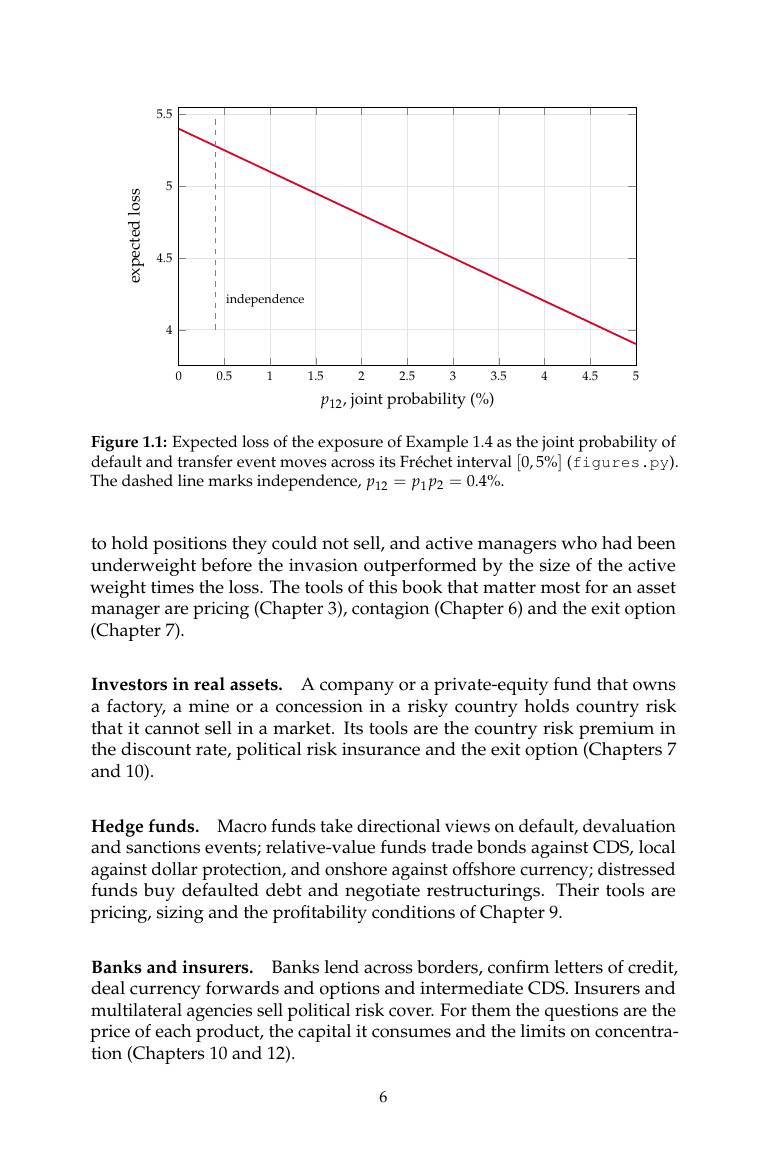 5.5
5
4.5
4
expected loss
independence
0 0.5 1 1.5 2 2.5 3 3.5 4 4.5 5
p12, joint probability (%)
Figure 1.1: Expected loss of the exposure of Example 1.4 as the joint probability of
default and transfer event moves across its Fréchet interval [0, 5%] (figures.py).
The dashed line marks independence, p12 = p1p2 = 0.4%.
to hold positions they could not sell, and active managers who had been
underweight before the invasion outperformed by the size of the active
weight times the loss. The tools of this book that matter most for an asset
manager are pricing (Chapter 3), contagion (Chapter 6) and the exit option
(Chapter 7).
Investors in real assets. A company or a private-equity fund that owns
a factory, a mine or a concession in a risky country holds country risk
that it cannot sell in a market. Its tools are the country risk premium in
the discount rate, political risk insurance and the exit option (Chapters 7
and 10).
Hedge funds. Macro funds take directional views on default, devaluation
and sanctions events; relative-value funds trade bonds against CDS, local
against dollar protection, and onshore against offshore currency; distressed
funds buy defaulted debt and negotiate restructurings. Their tools are
pricing, sizing and the profitability conditions of Chapter 9.
Banks and insurers. Banks lend across borders, confirm letters of credit,
deal currency forwards and options and intermediate CDS. Insurers and
multilateral agencies sell political risk cover. For them the questions are the
price of each product, the capital it consumes and the limits on concentra-
tion (Chapters 10 and 12).
6